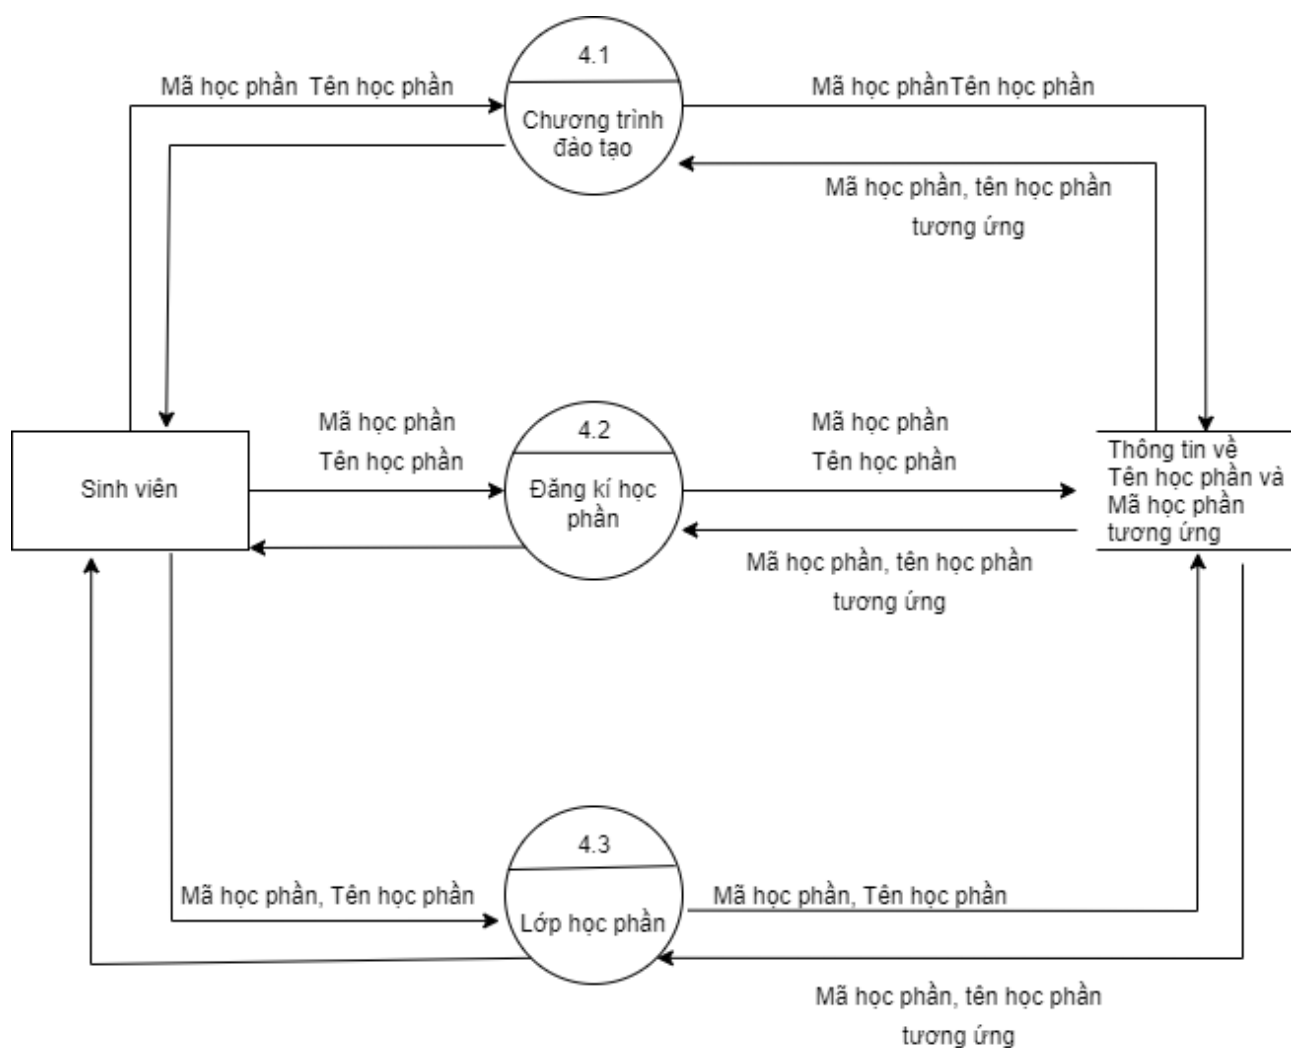 4.1
Mã học phần Tên học phần
Mã học phầnTên học phần
Chương trình
đào tạo
Mã học phần, tên học phần
tương ứng
Mã học phần
Tên học phần
4.2
Mã học phần
Tên học phần
Sinh viên
Đăng kí học
phần
Thông tin về
Tên học phần và
Mã học phần
tương ứng
Mã học phần, tên học phần
tương ứng
4.3
Mã học phần, Tên học phần
Mã học phần, Tên học phần
Lớp học phần
Mã học phần, tên học phần
tương ứng